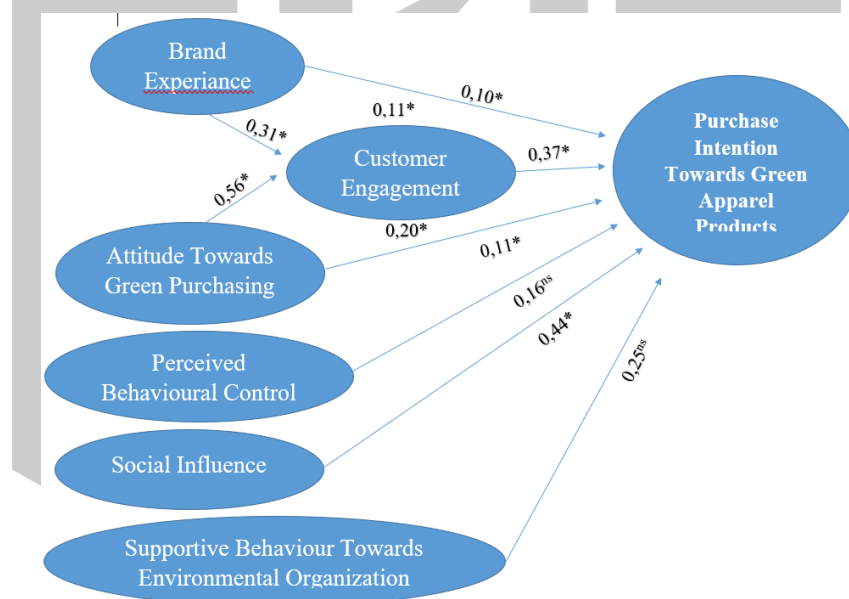 Brand
Experiance
0,10*
0,11*
0,31*
Customer
Engagement
0,37*
Purchase
Intention
Towards Green
Apparel
Products
0,56*
0,20*
0,11*
Attitude Towards
Green Purchasing
0,16ns
0,44*
0,25ns
Perceived
Behavioural Control
Social Influence
Supportive Behaviour Towards
Environmental Organization